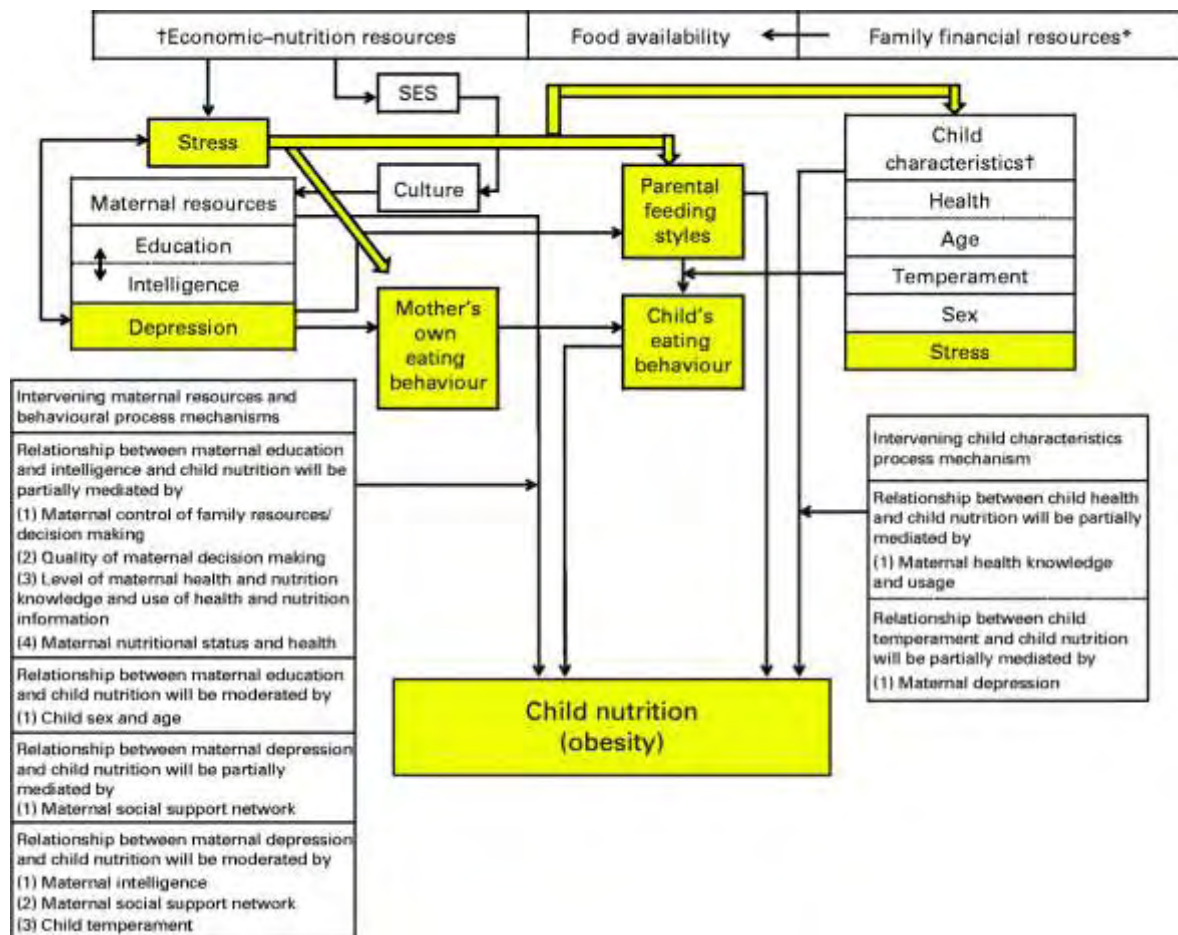 †Economic–nutrition resources
Food availability
Family financial resources*
SES
Stress
Culture
Maternal resources
Education
Intelligence
Depression
Parental
feeding
styles
Child
characteristics†
Health
Age
Temperament
Sex
Stress
Mother's
own
eating
behaviour
Child's
eating
behaviour
Intervening maternal resources and
behavioural process mechanisms
Relationship between maternal education
and intelligence and child nutrition will be
partially mediated by
(1) Maternal control of family resources/
decision making
(2) Quality of maternal decision making
(3) Level of maternal health and nutrition
knowledge and use of health and nutrition
information
(4) Maternal nutritional status and health
Relationship between maternal education
and child nutrition will be moderated by
(1) Child sex and age
Relationship between maternal depression
and child nutrition will be partially
mediated by
(1) Maternal social support network
Relationship between maternal depression
and child nutrition will be moderated by
(1) Maternal intelligence
(2) Maternal social support network
(3) Child temperament
Intervening child characteristics
process mechanism
Relationship between child health
and child nutrition will be partially
mediated by
(1) Maternal health knowledge
and usage
Relationship between child
temperament and child nutrition
will be partially mediated by
(1) Maternal depression
Child nutrition
(obesity)